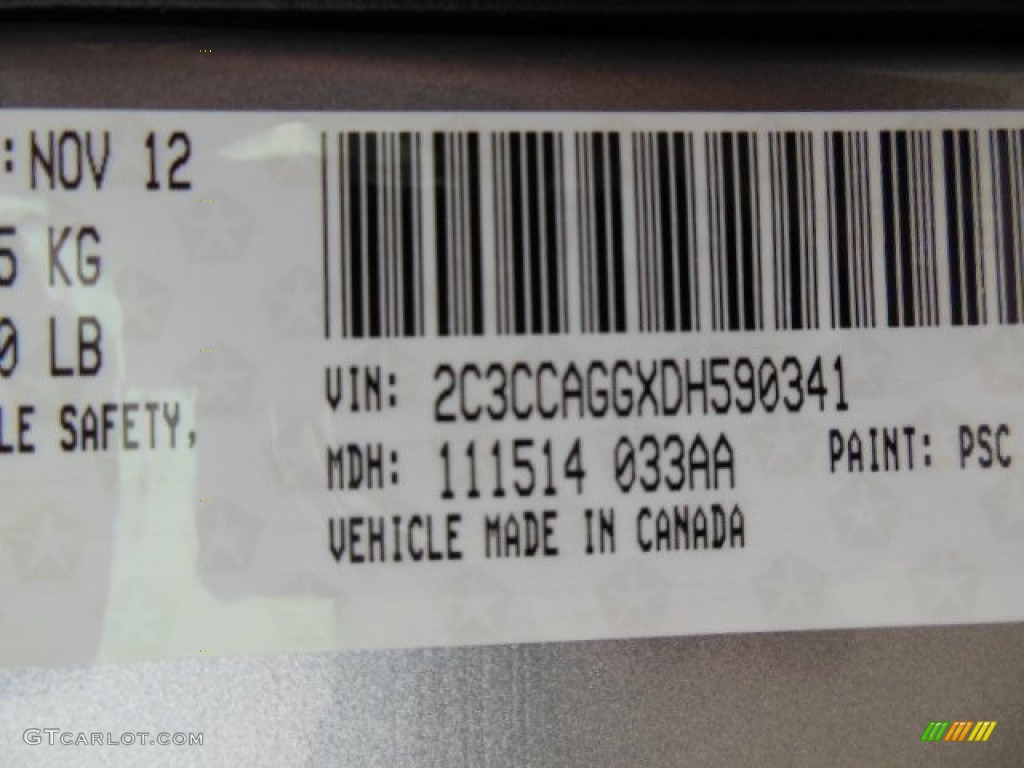 :NOV 12
5 KG
0 LB
LE SAFETY,
VIN: 2C3CCAGGXDH590341
MDH: 111514 033AA
PAINT: PSC
VEHICLE MADE IN CANADA
GTCARLOT.COM